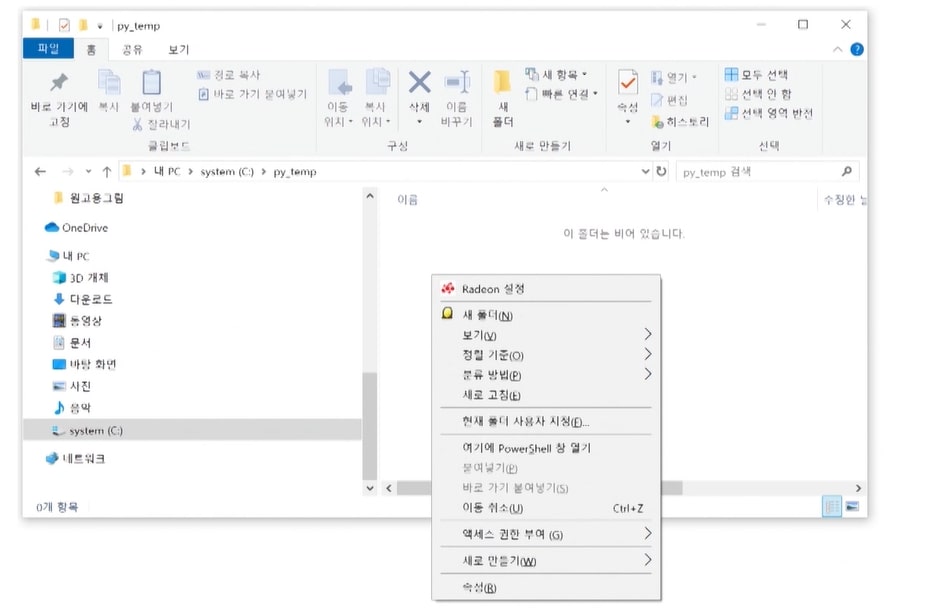 py_temp
파일 홈 공유 보기
바로 가기에 고정
복사
붙여넣기
경로 복사
바로 가기 붙여넣기
잘라내기
클립보드
이동 위치
복사 위치
삭제
이름 바꾸기
구성
새 폴더
새 항목
빠른 연결
새로 만들기
속성
열기
편집
히스토리
열기
모두 선택
선택 안 함
선택 영역 반전
선택
내 PC > system (C:) > py_temp
py_temp 검색
원고용그림
OneDrive
내 PC
3D 개체
다운로드
동영상
문서
바탕 화면
사진
음악
system (C:)
네트워크
이름 수정한 날
이 폴더는 비어 있습니다.
Radeon 설정
새 폴더(N)
보기(V)
정렬 기준(O)
분류 방법(P)
새로 고침(E)
현재 폴더 사용자 지정(F)...
여기에 PowerShell 창 열기
붙여넣기(P)
바로 가기 붙여넣기(S)
이동 취소(U) Ctrl+Z
액세스 권한 부여 (G)
새로 만들기(W)
속성(R)
0개 항목